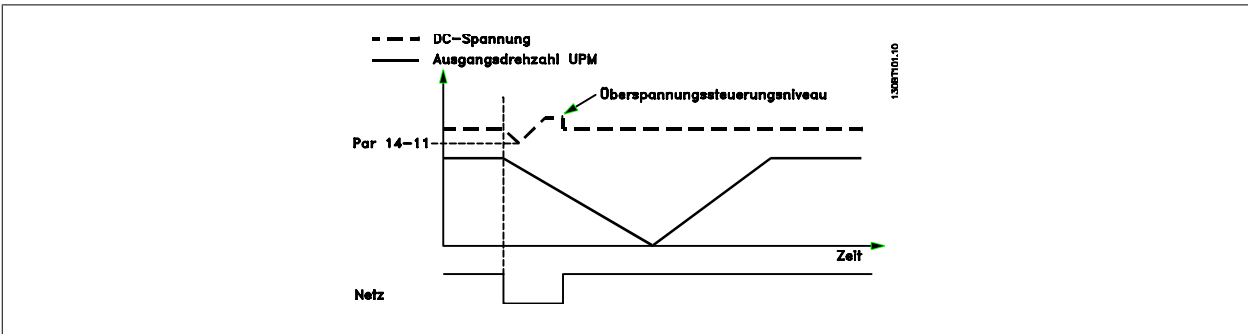 DC-Spannung
Ausgangsdrehzahl UPM
130BT101.10
Überspannungssteuerungsniveau
Par 14-11
Zeit
Netz